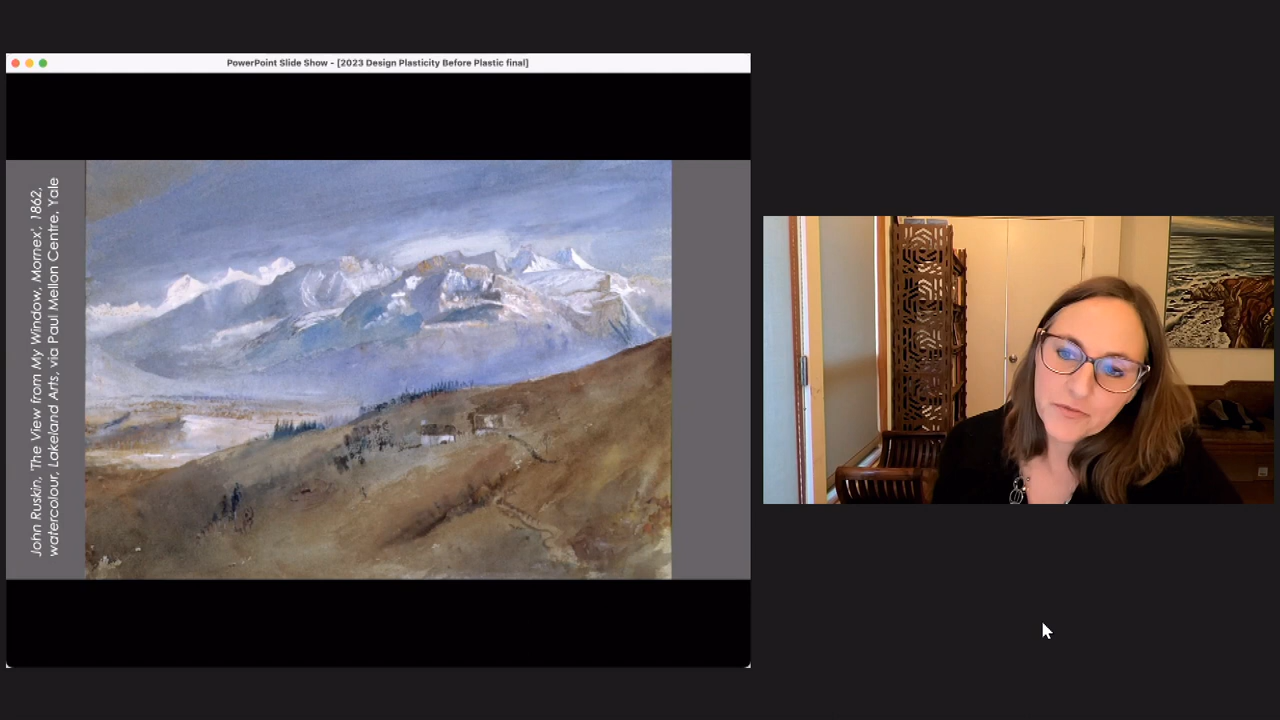 PowerPoint Slide Show - [2023 Design Plasticity Before Plastic final]
John Ruskin, 'The View from My Window, Mornex', 1862,
watercolour, Lakeland Arts, via Paul Mellon Centre, Yale